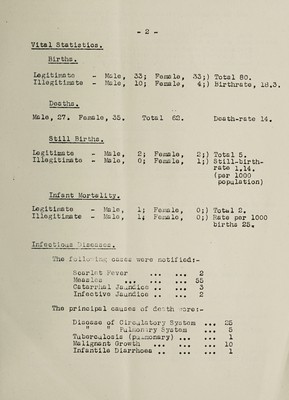 - 2 -
Vital Statistics.
Births.
Legitimate - Male, 33; Female, 33;) Total 80.
Illegitimate - Male, 10; Female, 4;) Birthrate, 18.3.
Deaths.
Male, 27. Female, 35. Total 62. Death-rate 14.
Still Births.
Legitimate - Male, 2; Female, 2;) Total 5.
Illegitimate - Male, 0; Female, 1;) Still-birth-
rate 1.14.
(per 1000
population)
Infant Mortality.
Legitimate - Male, 1; Female, 0;) Total 2.
Illegitimate - Male, 1; Female, 0;) Rate per 1000
births 25.
Infectious Diseases.
The following cases were notified:-
Scarlet Fever ... ... 2
Measles ... ... ... 55
Catarrhal Jaundice .. ... 3
Infective Jaundice .. ... 2
The principal causes of death were:-
Disease of Circulatory System ... 25
" " Pulmonary System ... 5
Tuberculosis (pulmonary) ... ... 1
Malignant Growth ... ... ... 10
Infantile Diarrhoea .. ... ... 1